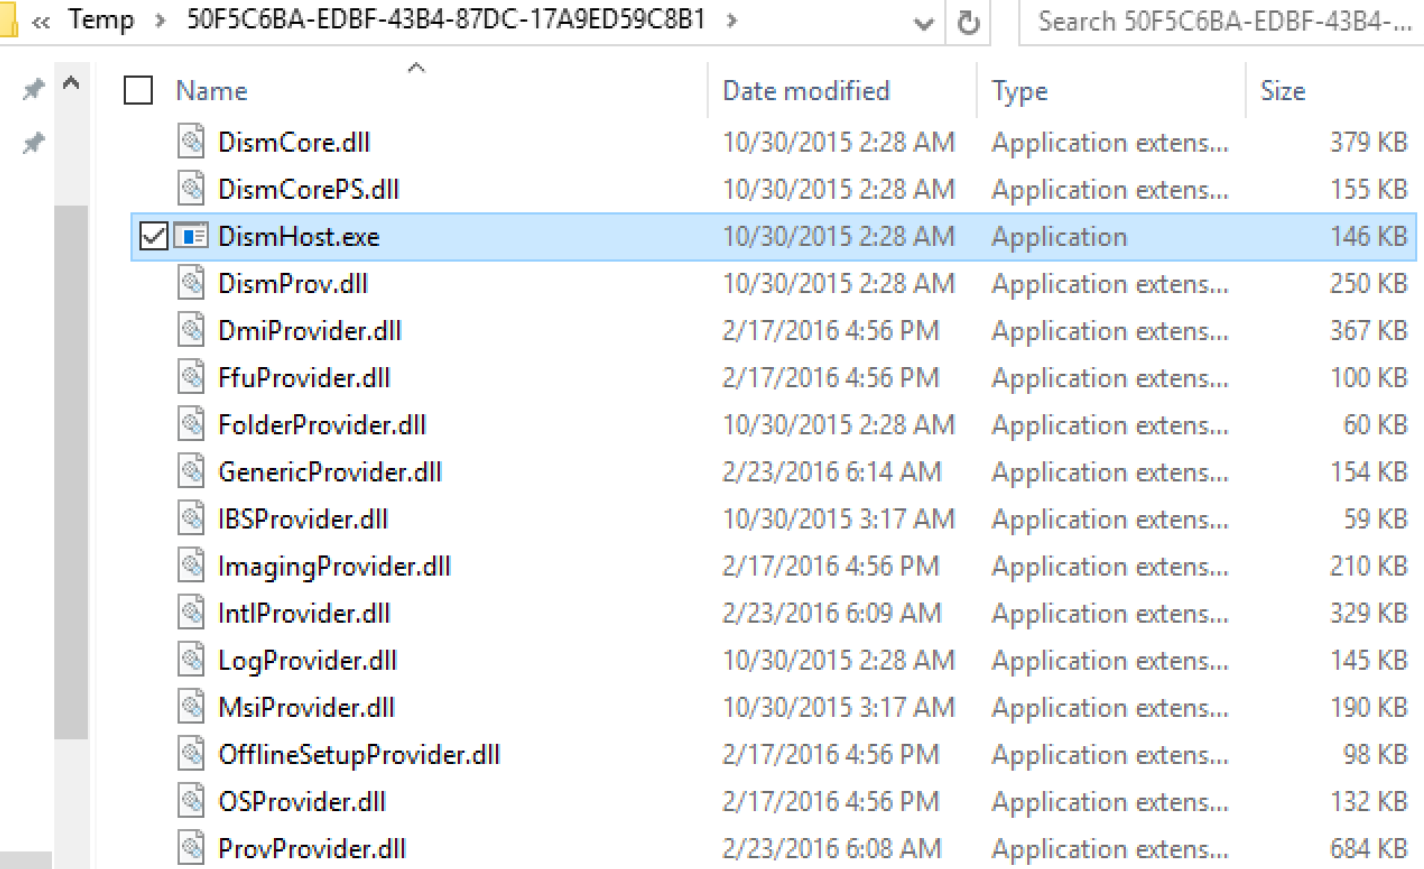 « Temp > 50F5C6BA-EDBF-43B4-87DC-17A9ED59C8B1 > Search 50F5C6BA-EDBF-43B4-...
Name Date modified Type Size
DismCore.dll 10/30/2015 2:28 AM Application extens... 379 KB
DismCorePS.dll 10/30/2015 2:28 AM Application extens... 155 KB
DismHost.exe 10/30/2015 2:28 AM Application 146 KB
DismProv.dll 10/30/2015 2:28 AM Application extens... 250 KB
DmiProvider.dll 2/17/2016 4:56 PM Application extens... 367 KB
FfuProvider.dll 2/17/2016 4:56 PM Application extens... 100 KB
FolderProvider.dll 10/30/2015 2:28 AM Application extens... 60 KB
GenericProvider.dll 2/23/2016 6:14 AM Application extens... 154 KB
IBSProvider.dll 10/30/2015 3:17 AM Application extens... 59 KB
ImagingProvider.dll 2/17/2016 4:56 PM Application extens... 210 KB
IntlProvider.dll 2/23/2016 6:09 AM Application extens... 329 KB
LogProvider.dll 10/30/2015 2:28 AM Application extens... 145 KB
MsiProvider.dll 10/30/2015 3:17 AM Application extens... 190 KB
OfflineSetupProvider.dll 2/17/2016 4:56 PM Application extens... 98 KB
OSProvider.dll 2/17/2016 4:56 PM Application extens... 132 KB
ProvProvider.dll 2/23/2016 6:08 AM Application extens... 684 KB